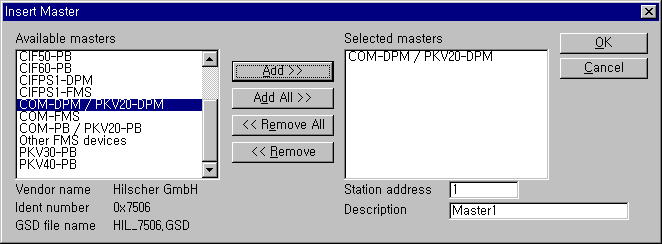 Insert Master
Available masters
CIF50-PB
CIF60-PB
CIFPS1-DPM
CIFPS1-FMS
COM-DPM / PKV20-DPM
COM-FMS
COM-PB / PKV20-PB
Other FMS devices
PKV30-PB
PKV40-PB
Add >>
Add All >>
<< Remove All
<< Remove
Selected masters
COM-DPM / PKV20-DPM
OK
Cancel
Vendor name Hilscher GmbH
Ident number 0x7506
GSD file name HIL_7506.GSD
Station address 1
Description Master1